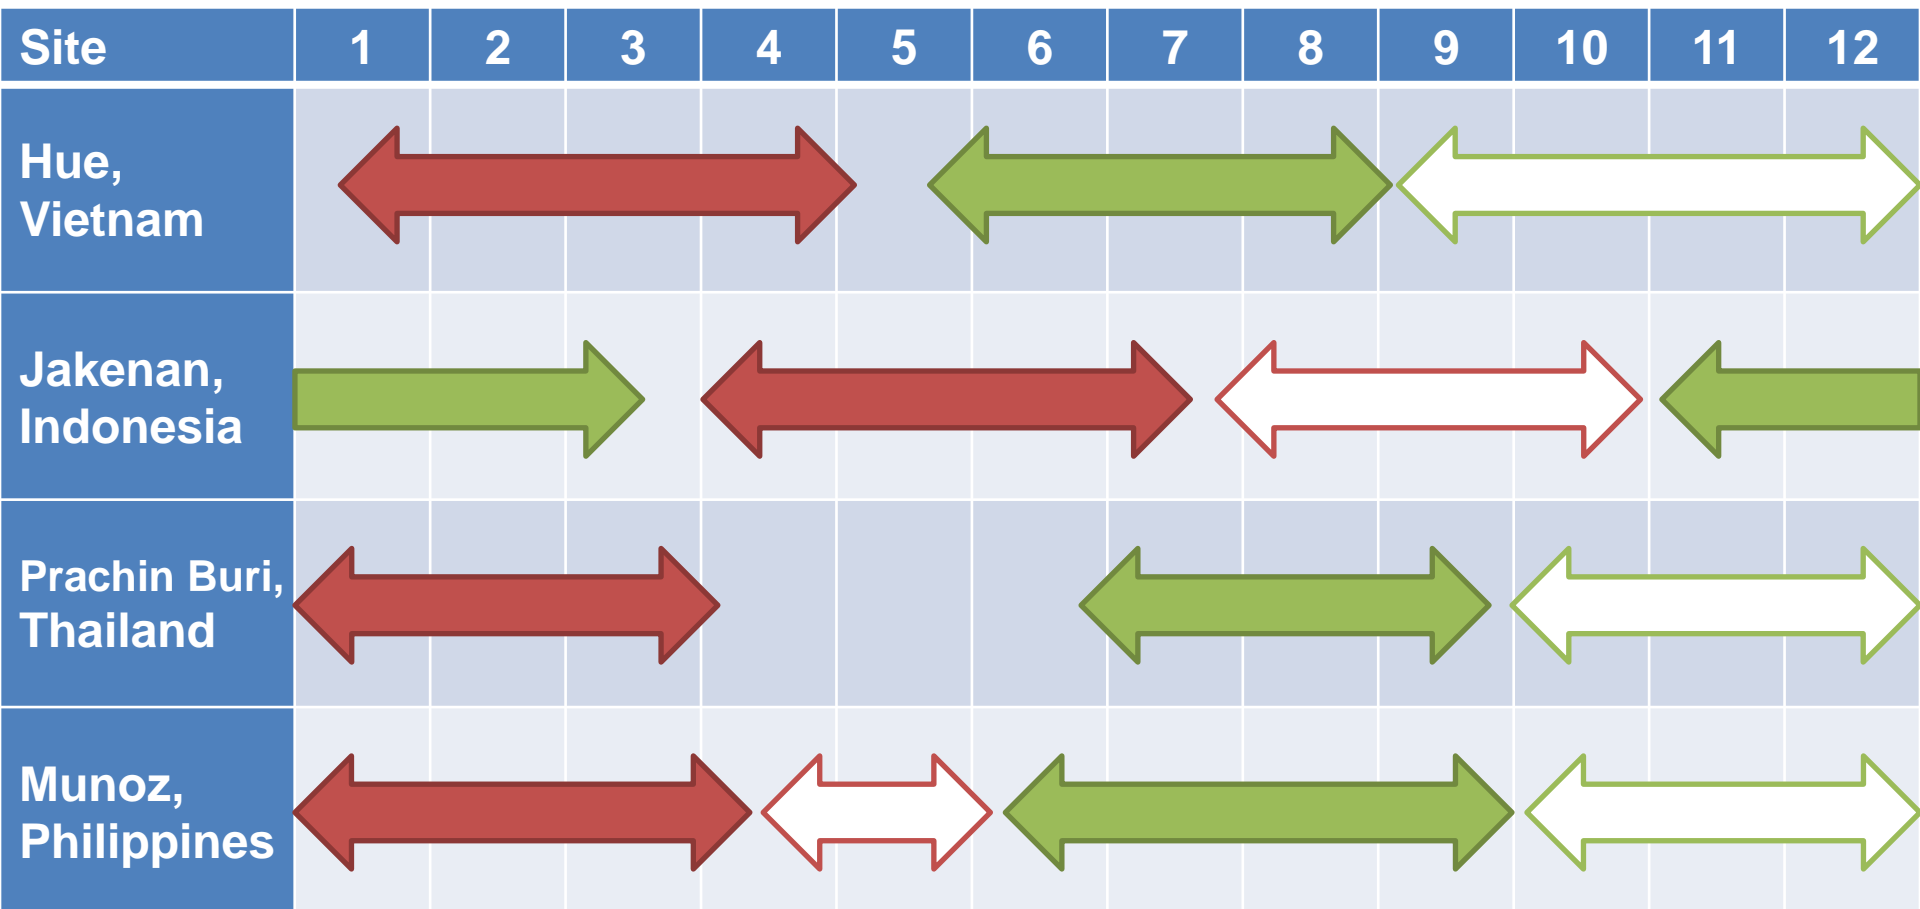 Site 1 2 3 4 5 6 7 8 9 10 11 12
Hue,
Vietnam
Jakenan,
Indonesia
Prachin Buri,
Thailand
Munoz,
Philippines